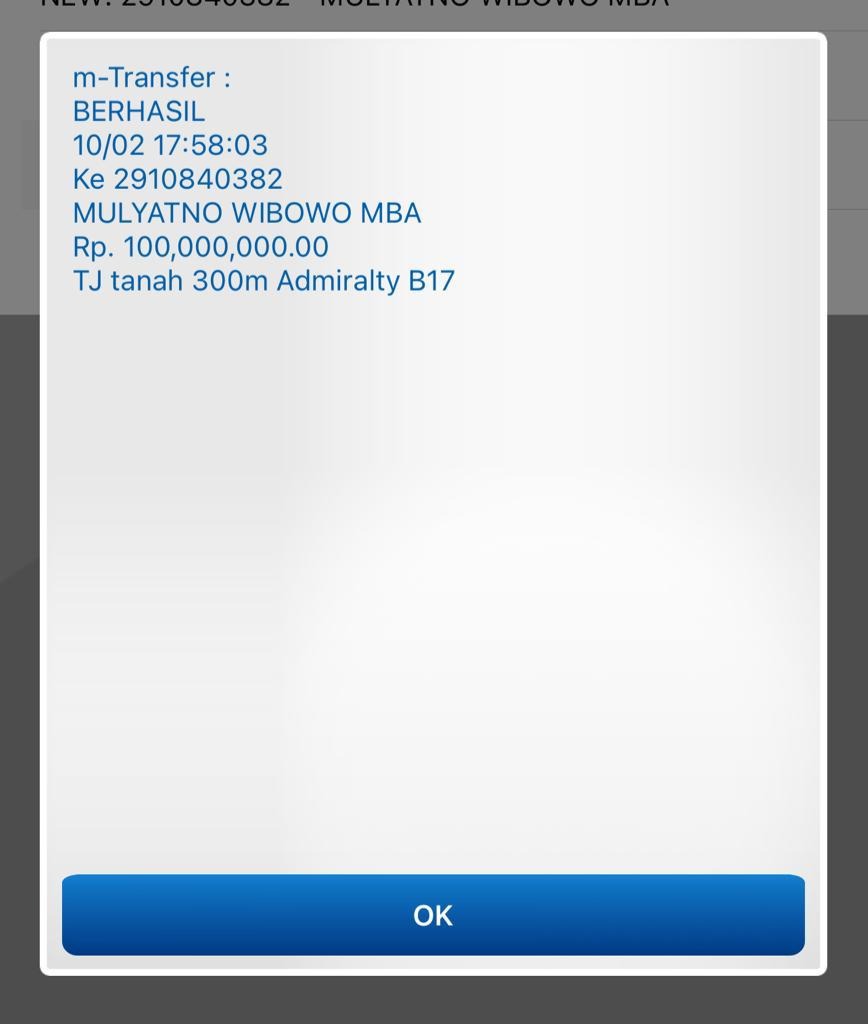 NEW: 2910840382 - MULYATNO WIBOWO MBA
m-Transfer :
BERHASIL
10/02 17:58:03
Ke 2910840382
MULYATNO WIBOWO MBA
Rp. 100,000,000.00
TJ tanah 300m Admiralty B17
OK